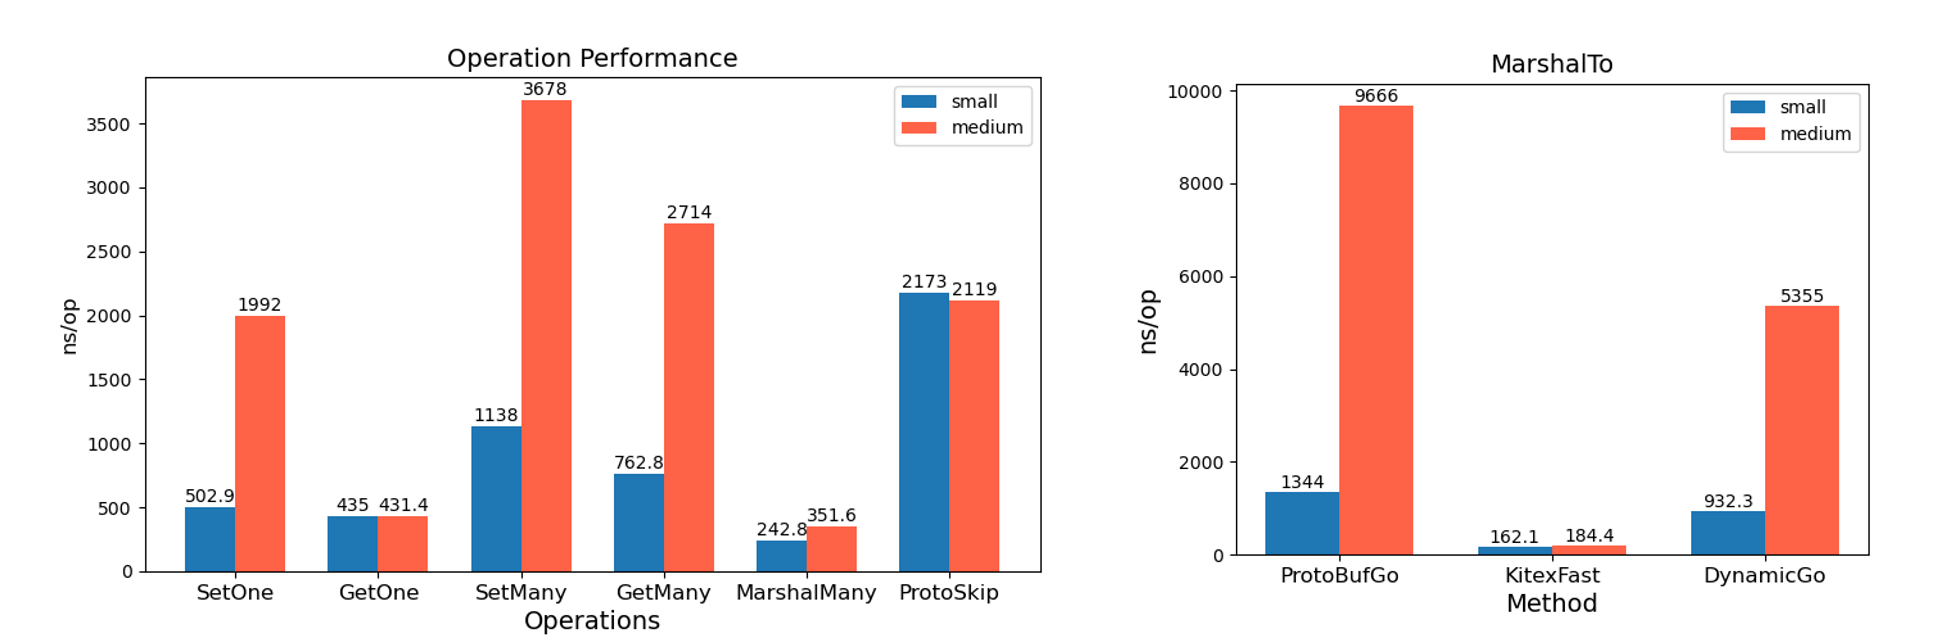 Operation Performance
small
medium
3500
3000
2500
2000
1500
1000
500
0
ns/op
502.9
1992
435
431.4
1138
3678
762.8
2714
242.8
351.6
2173
2119
SetOne
GetOne
SetMany
GetMany
MarshalMany
ProtoSkip
Operations
MarshalTo
small
medium
10000
8000
6000
4000
2000
0
ns/op
1344
9666
162.1
184.4
932.3
5355
ProtoBufGo
KitexFast
DynamicGo
Method